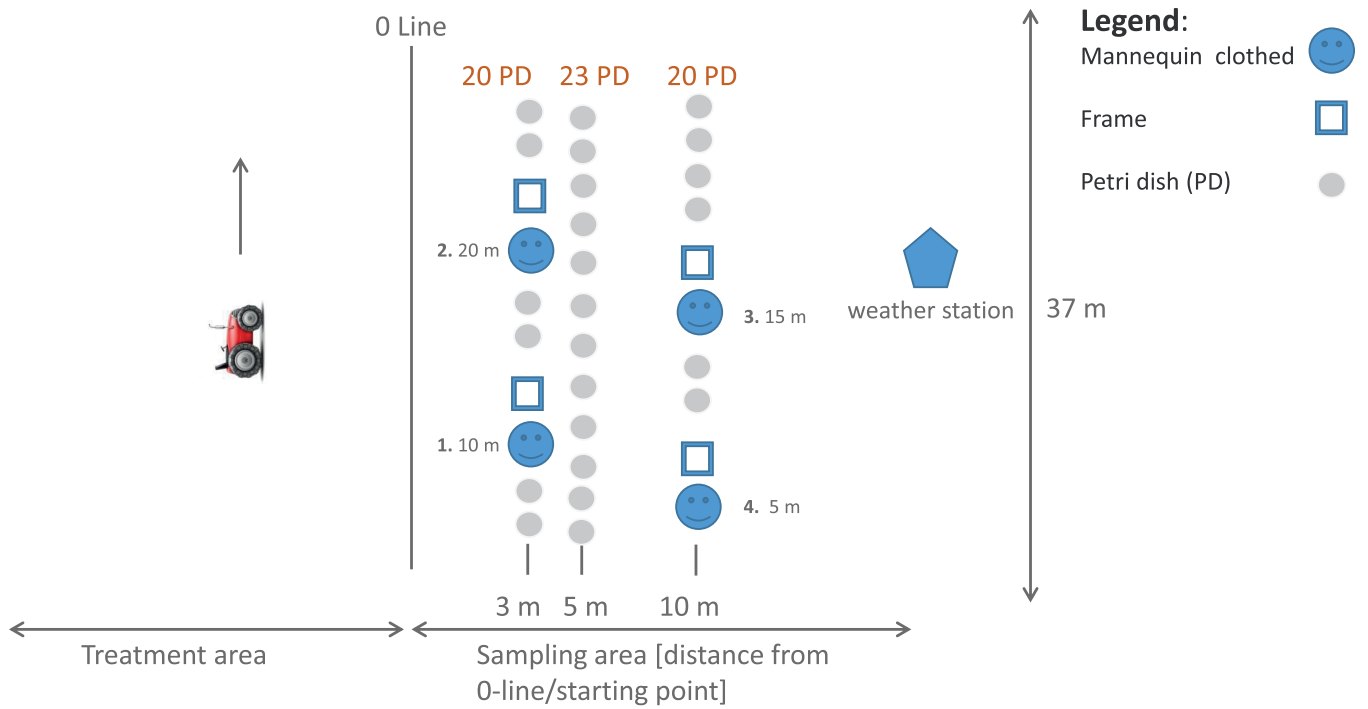 0 Line
20 PD 23 PD 20 PD
2. 20 m
3. 15 m
1. 10 m
4. 5 m
weather station
37 m
3 m 5 m 10 m
Treatment area
Sampling area [distance from
0-line/starting point]
Legend:
Mannequin clothed
Frame
Petri dish (PD)